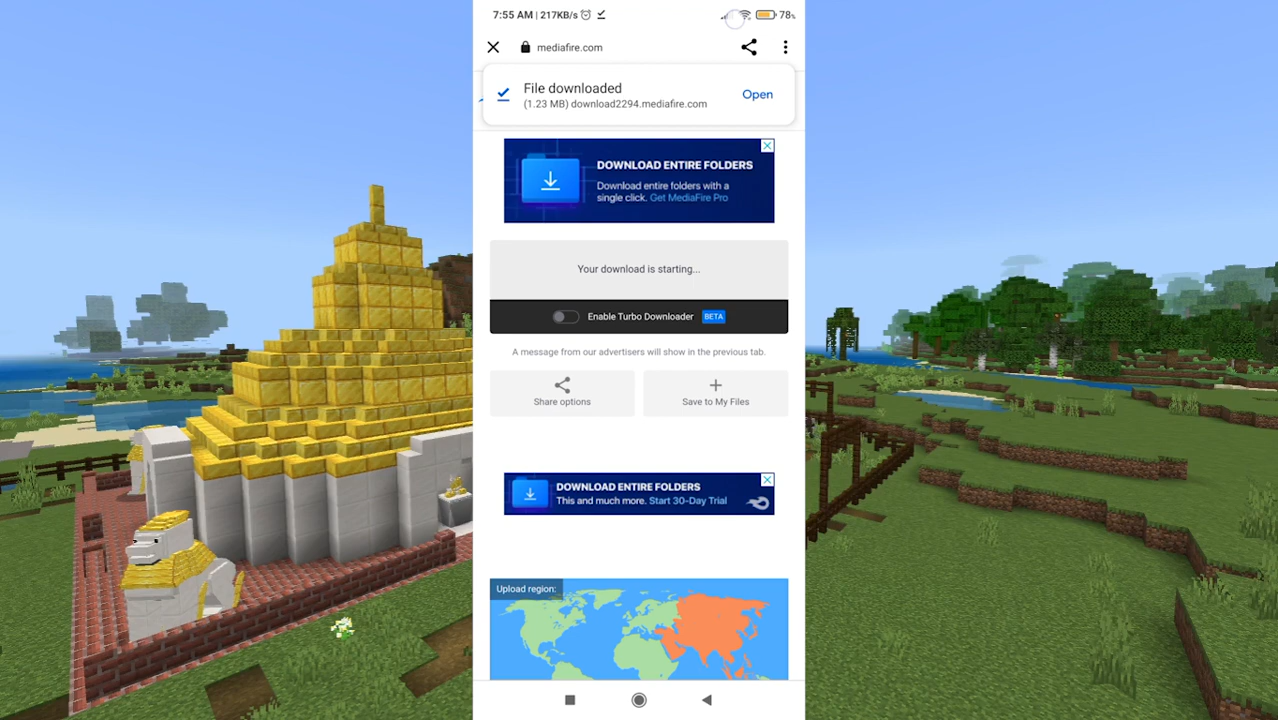 7:55 AM | 217KB/s
78%
mediafire.com
File downloaded
(1.23 MB) download2294.mediafire.com
Open
DOWNLOAD ENTIRE FOLDERS
Download entire folders with a
single click. Get MediaFire Pro
Your download is starting...
Enable Turbo Downloader BETA
A message from our advertisers will show in the previous tab.
Share options
Save to My Files
DOWNLOAD ENTIRE FOLDERS
This and much more. Start 30-Day Trial
Upload region: